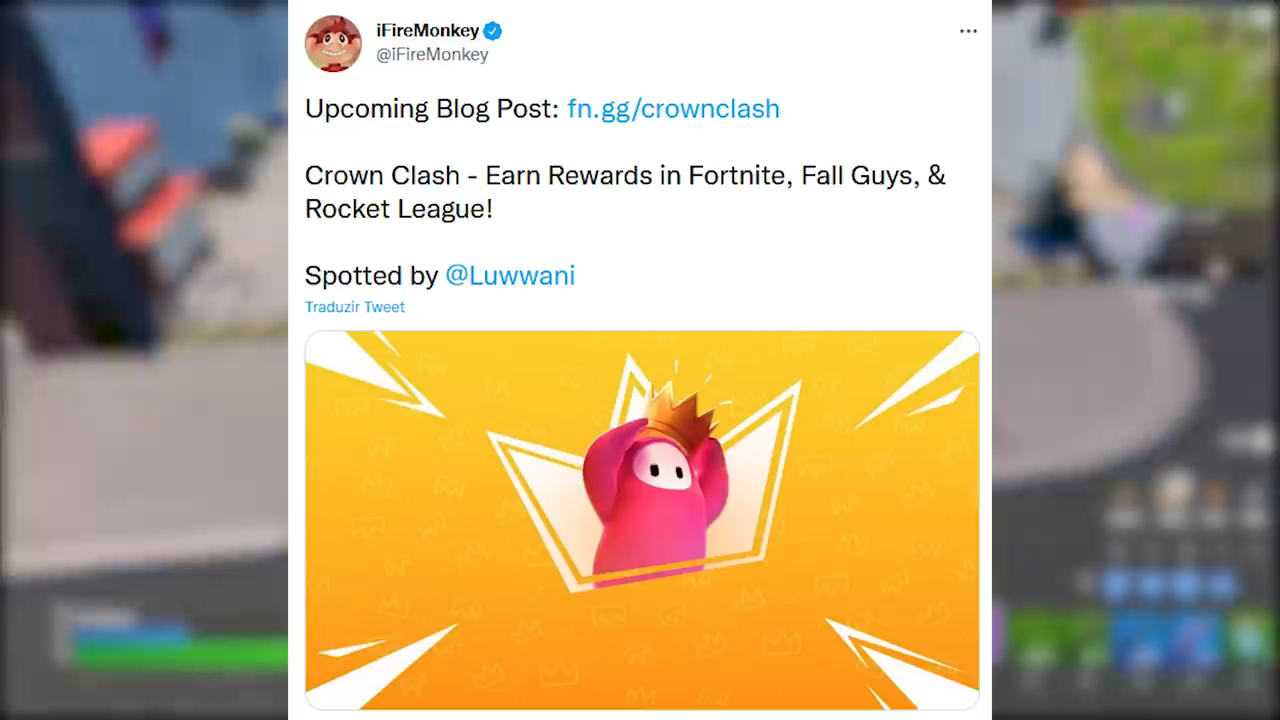 iFireMonkey
@iFireMonkey
Upcoming Blog Post: fn.gg/crownclash
Crown Clash - Earn Rewards in Fortnite, Fall Guys, &
Rocket League!
Spotted by @Luwwani
Traduzir Tweet